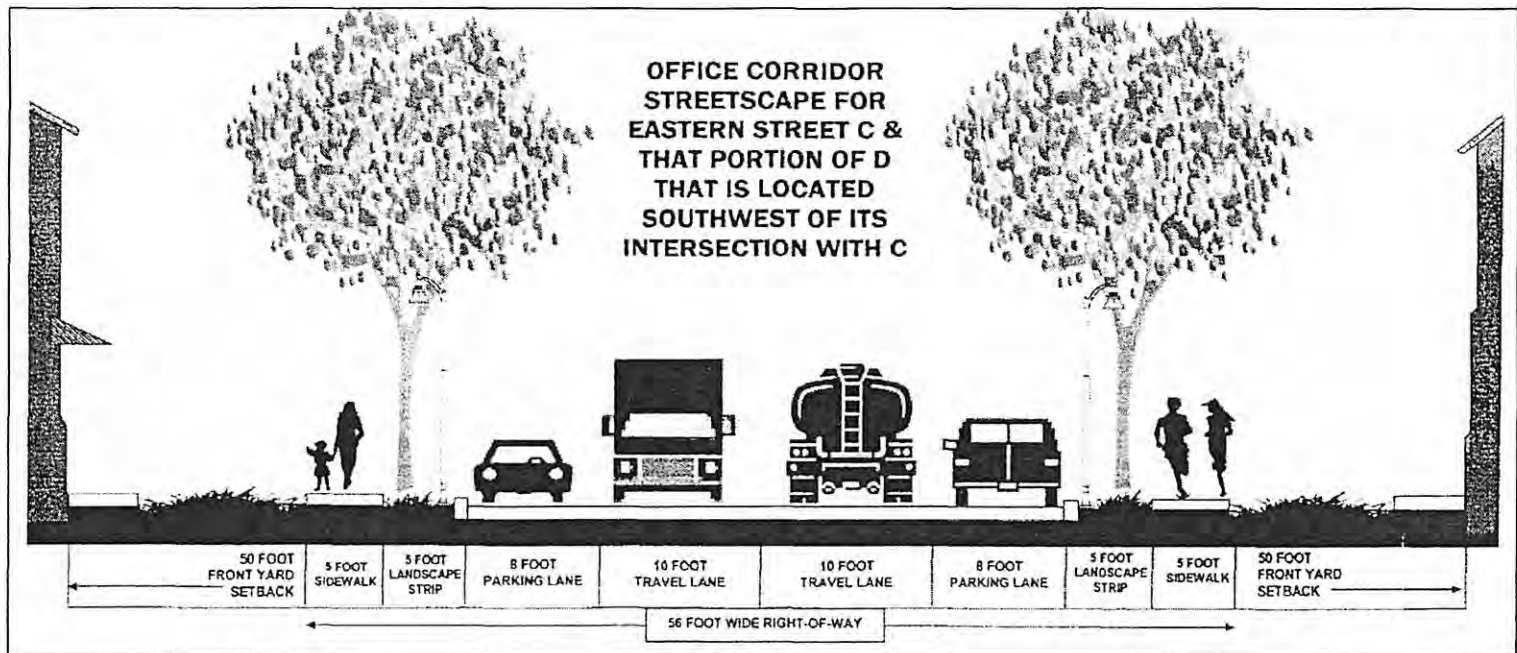 OFFICE CORRIDOR
STREETSCAPE FOR
EASTERN STREET C &
THAT PORTION OF D
THAT IS LOCATED
SOUTHWEST OF ITS
INTERSECTION WITH C
50 FOOT
FRONT YARD
SETBACK
5 FOOT
SIDEWALK
5 FOOT
LANDSCAPE
STRIP
8 FOOT
PARKING LANE
10 FOOT
TRAVEL LANE
10 FOOT
TRAVEL LANE
8 FOOT
PARKING LANE
5 FOOT
LANDSCAPE
STRIP
5 FOOT
SIDEWALK
50 FOOT
FRONT YARD
SETBACK
56 FOOT WIDE RIGHT-OF-WAY